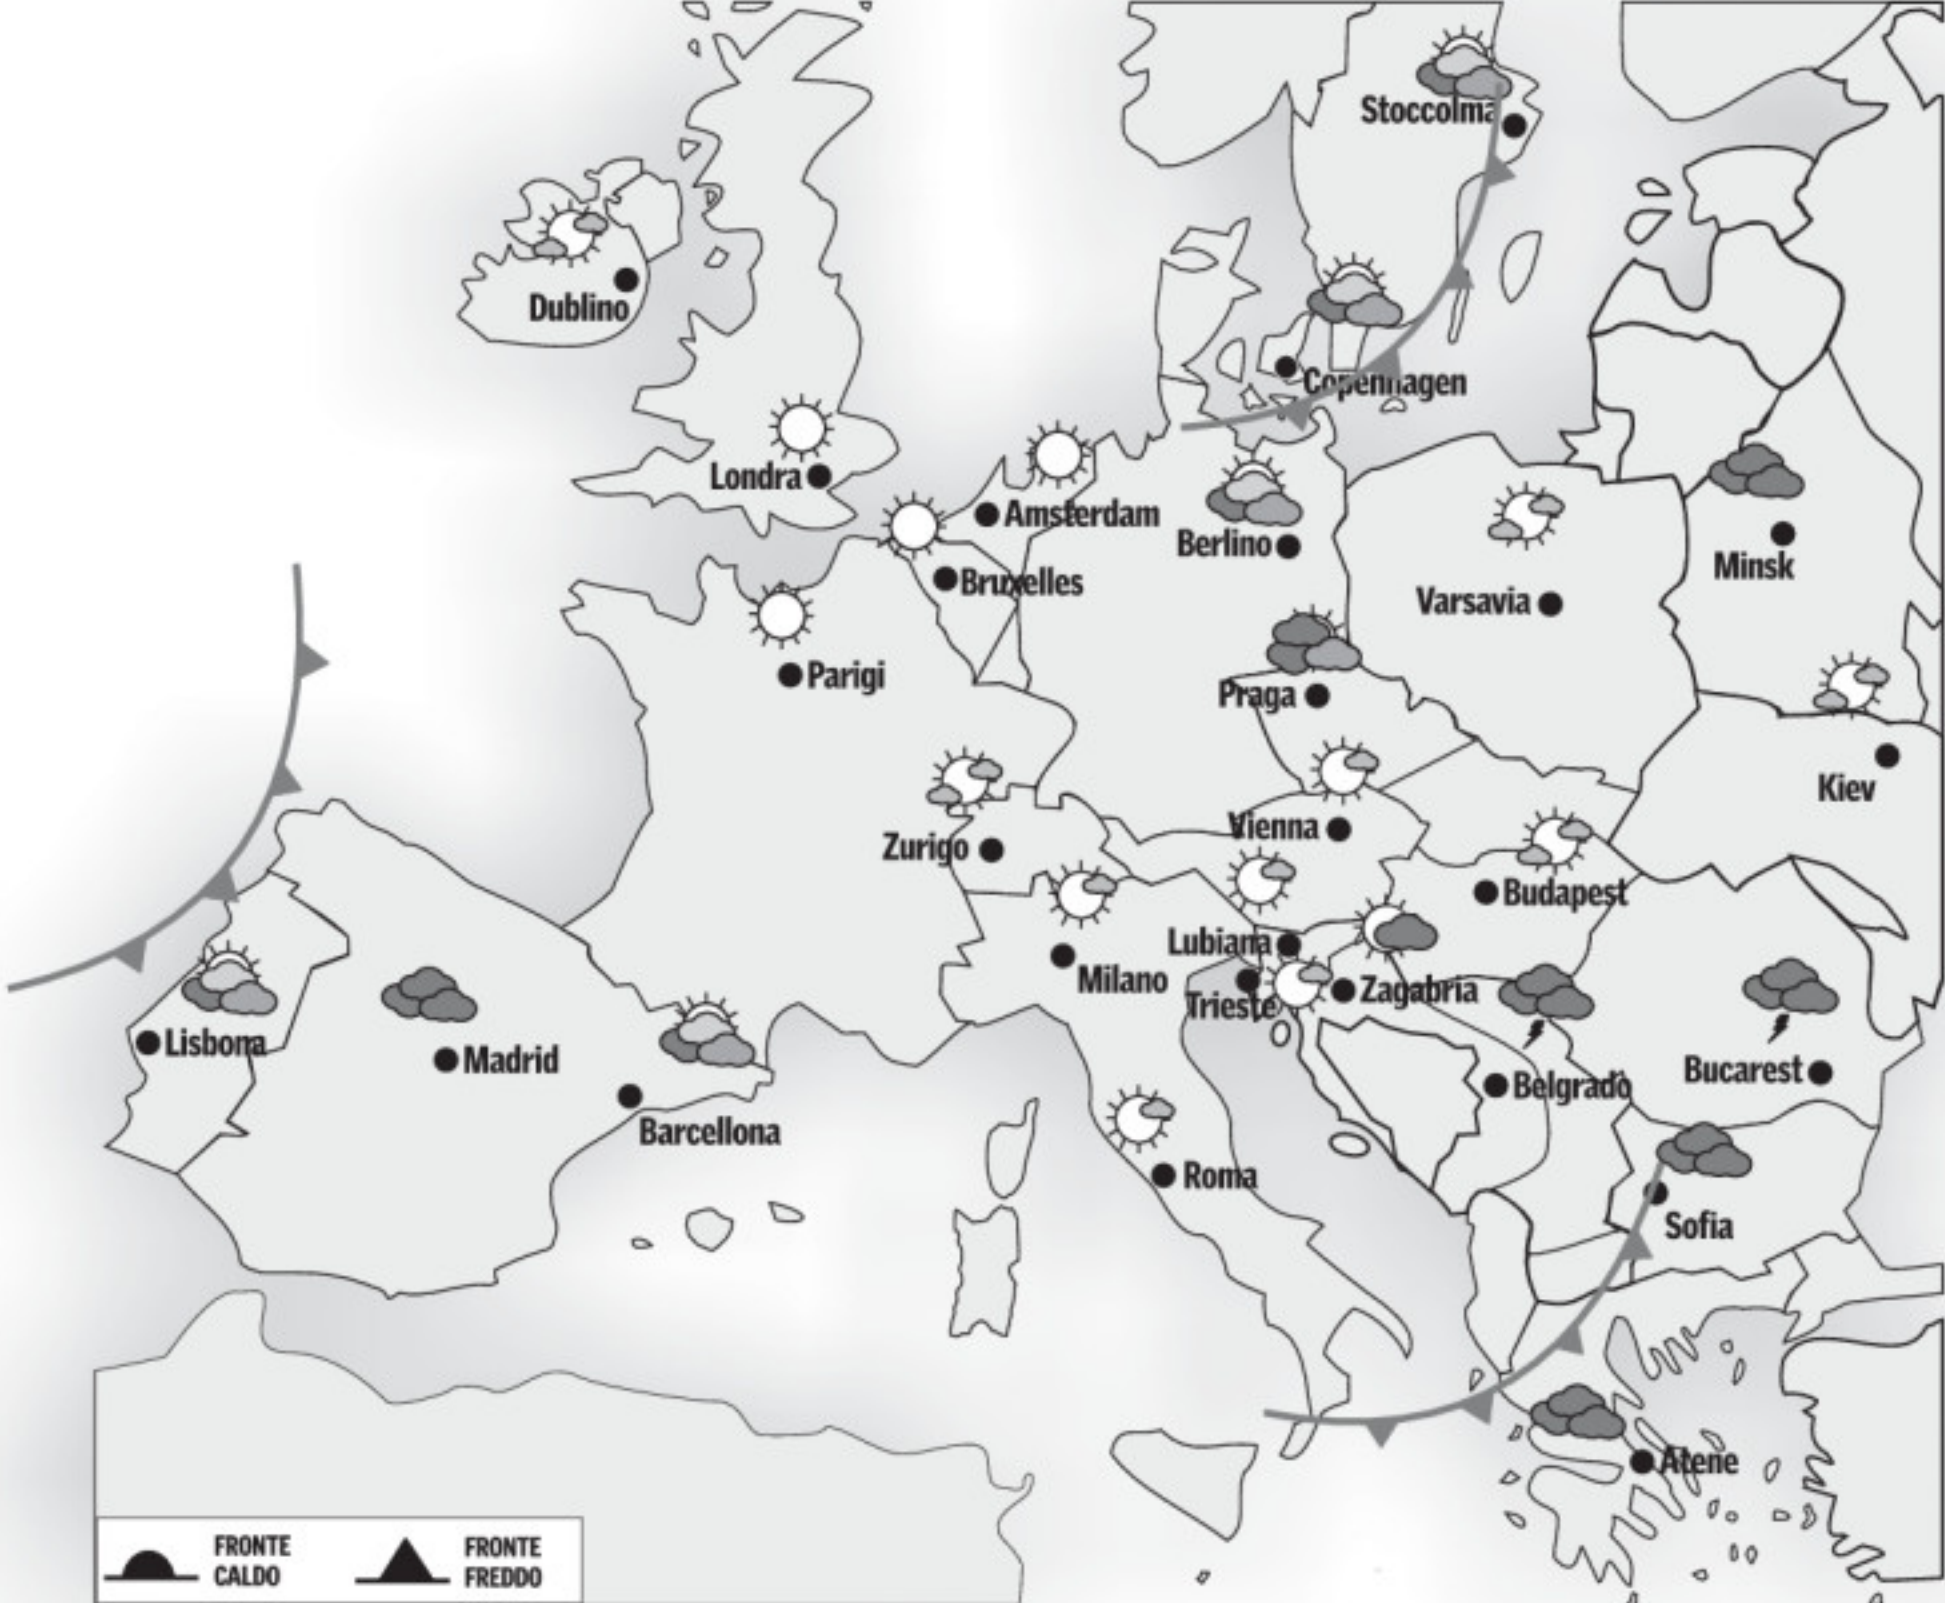 Stoccolma
Dublino
Copenhagen
Londra
Amsterdam
Berlino
Minsk
Bruxelles
Varsavia
Parigi
Praga
Kiev
Vienna
Zurigo
Budapest
Lubiana
Milano
Trieste
Zagabria
Lisbona
Madrid
Belgrado
Bucarest
Barcellona
Roma
Sofia
Atene
FRONTE
CALDO
FRONTE
FREDDO